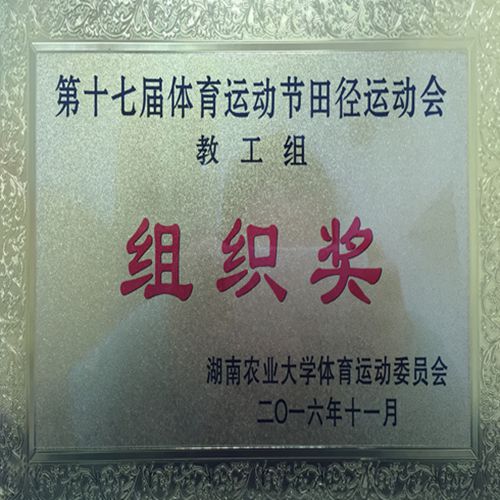 第十七届体育运动节田径运动会
教工组
组织奖
湖南农业大学体育运动委员会
二〇一六年十一月